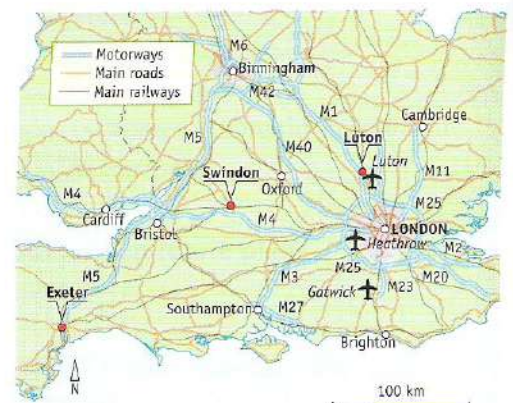 Motorways
Main roads
Main railways
M6
Birmingham
M42
M5
M1
Cambridge
M40
Luton
Luton
M11
Swindon
Oxford
M25
M4
Cardiff
Bristol
M4
LONDON
Heathrow
M2
M5
M3
M25
M20
Exeter
Gatwick
M23
Southampton
M27
Brighton
N
100 km